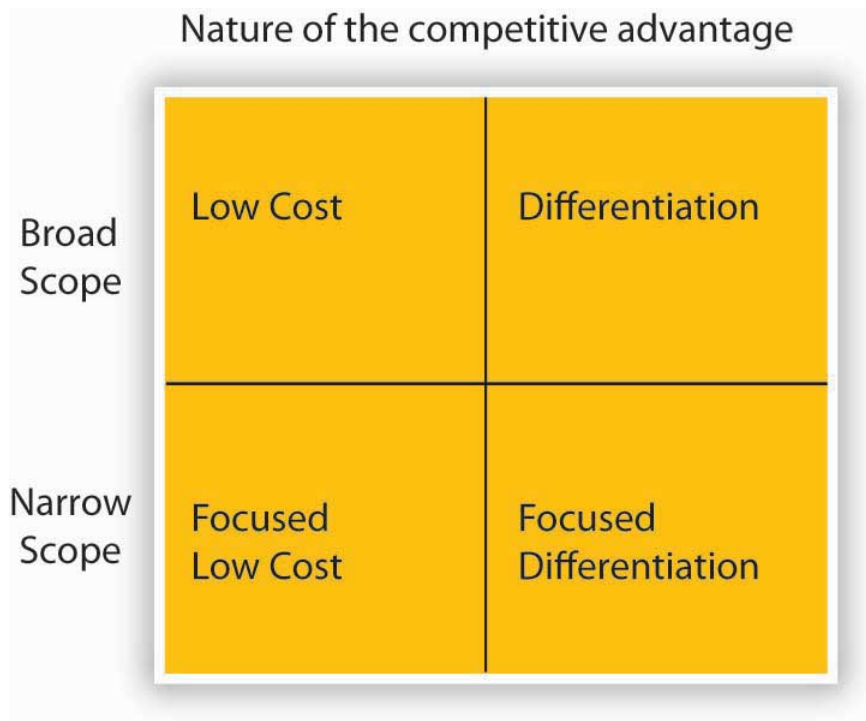 Nature of the competitive advantage
Broad
Scope
Low Cost
Differentiation
Narrow
Scope
Focused
Low Cost
Focused
Differentiation